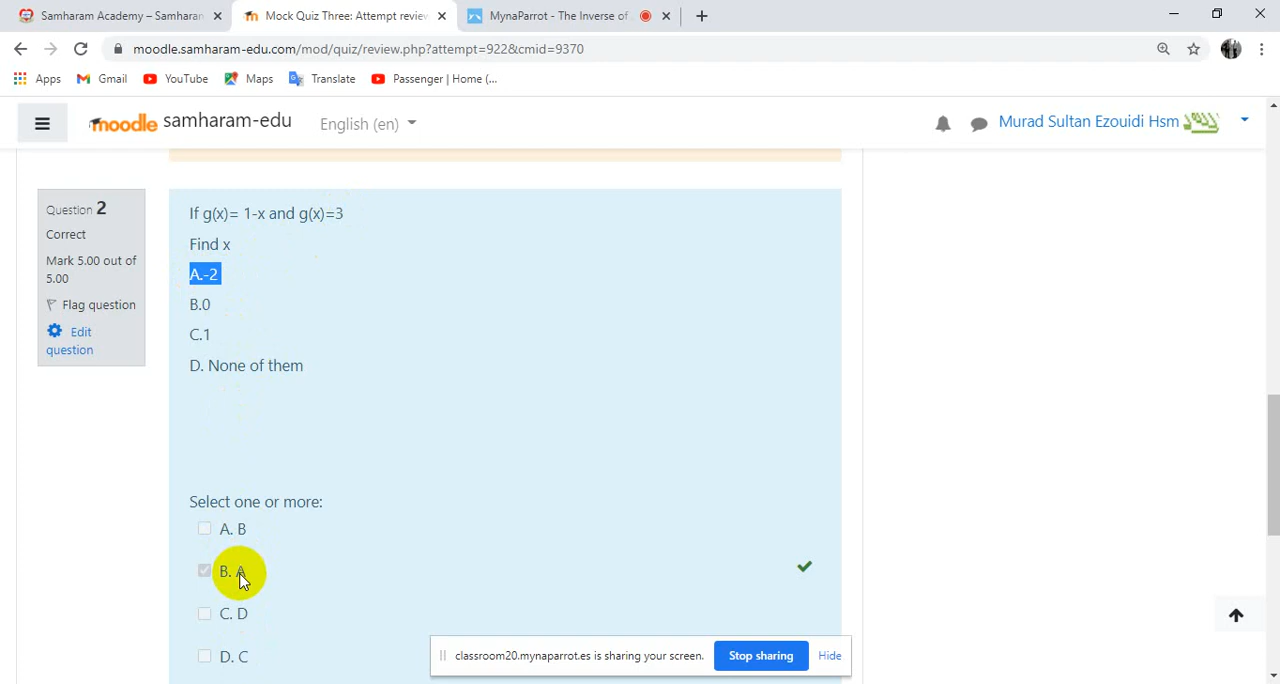 Samharam Academy – Samharan
Mock Quiz Three: Attempt review
MynaParrot - The Inverse of
moodle.samharam-edu.com/mod/quiz/review.php?attempt=922&cmid=9370
Apps Gmail YouTube Maps Translate Passenger | Home (...
moodle samharam-edu English (en) Murad Sultan Ezouidi Hsm
Question 2
Correct
Mark 5.00 out of
5.00
Flag question
Edit
question
If g(x)= 1-x and g(x)=3
Find x
A.-2
B.0
C.1
D. None of them
Select one or more:
A. B
B. A
C. D
D. C
classroom20.mynaparrot.es is sharing your screen. Stop sharing Hide